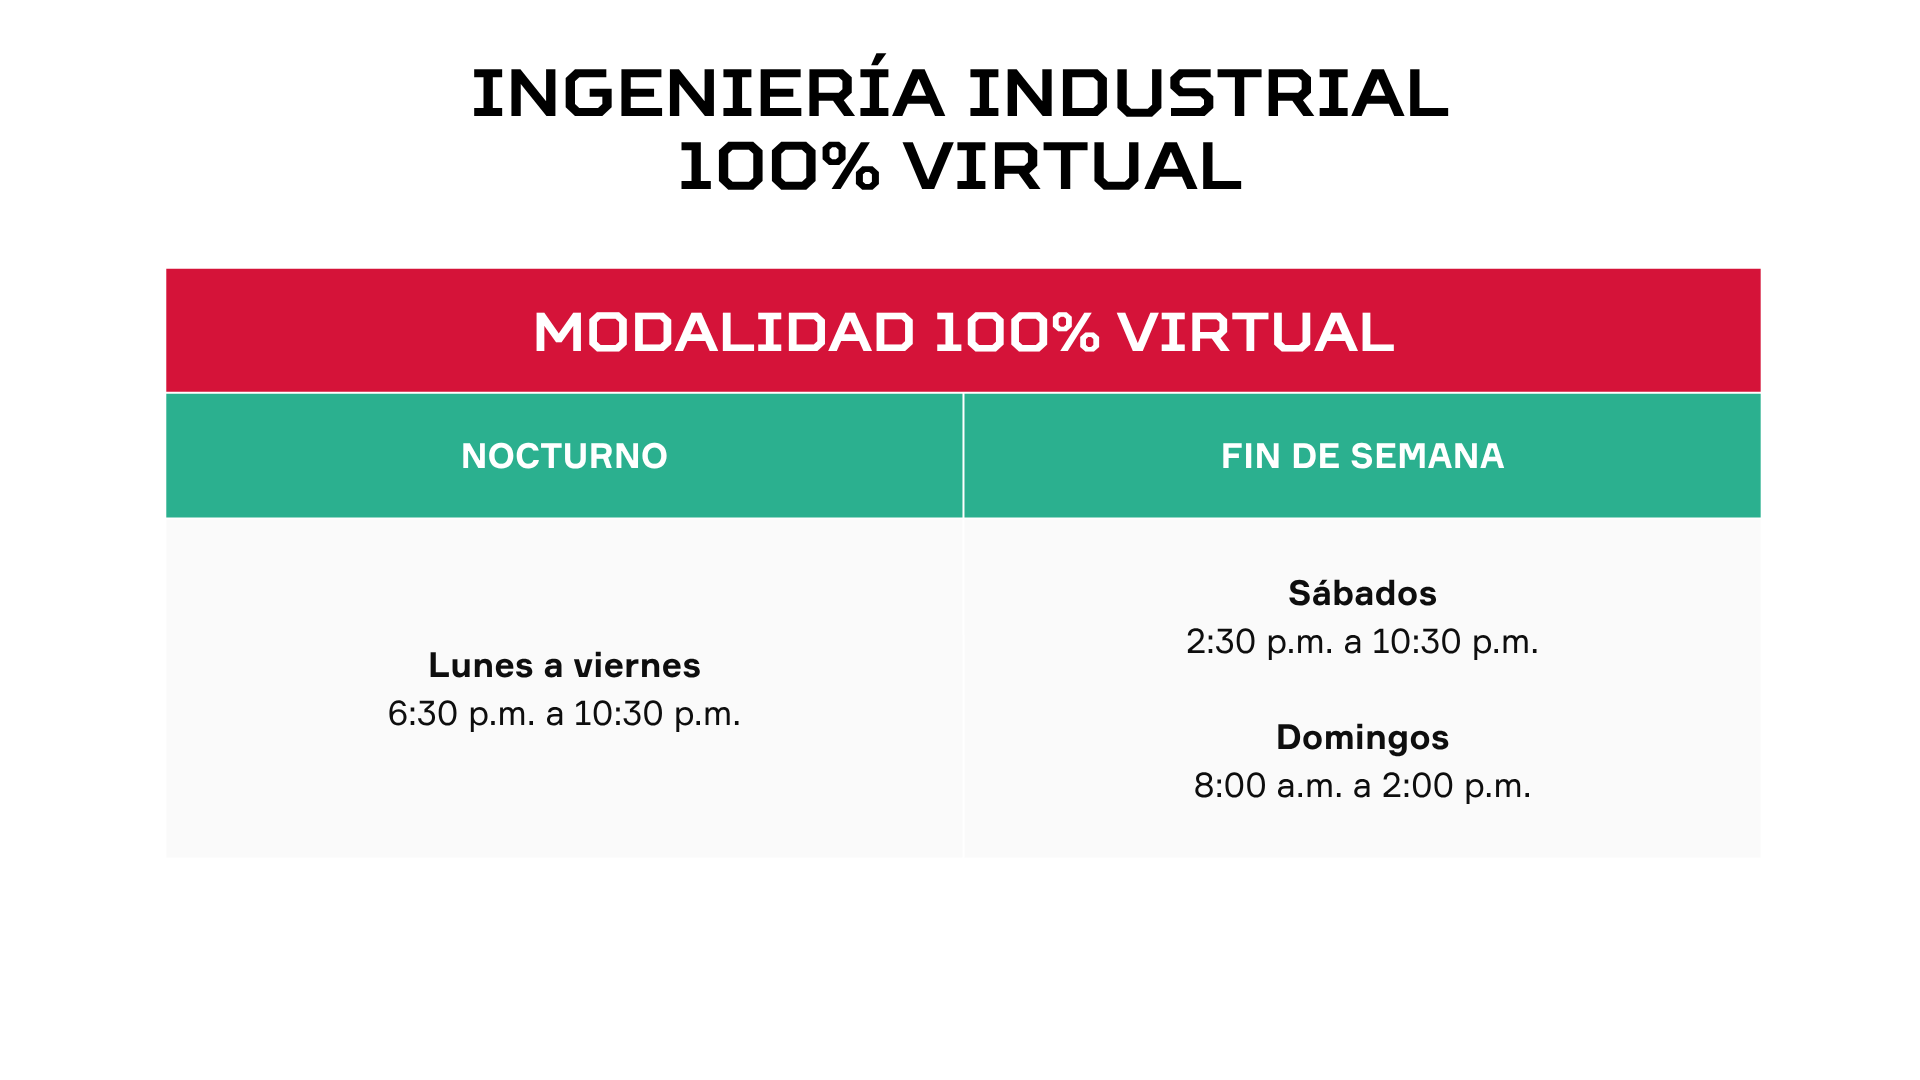 INGENIERÍA INDUSTRIAL
100% VIRTUAL
MODALIDAD 100% VIRTUAL
NOCTURNO
FIN DE SEMANA
Lunes a viernes
6:30 p.m. a 10:30 p.m.
Sábados
2:30 p.m. a 10:30 p.m.
Domingos
8:00 a.m. a 2:00 p.m.